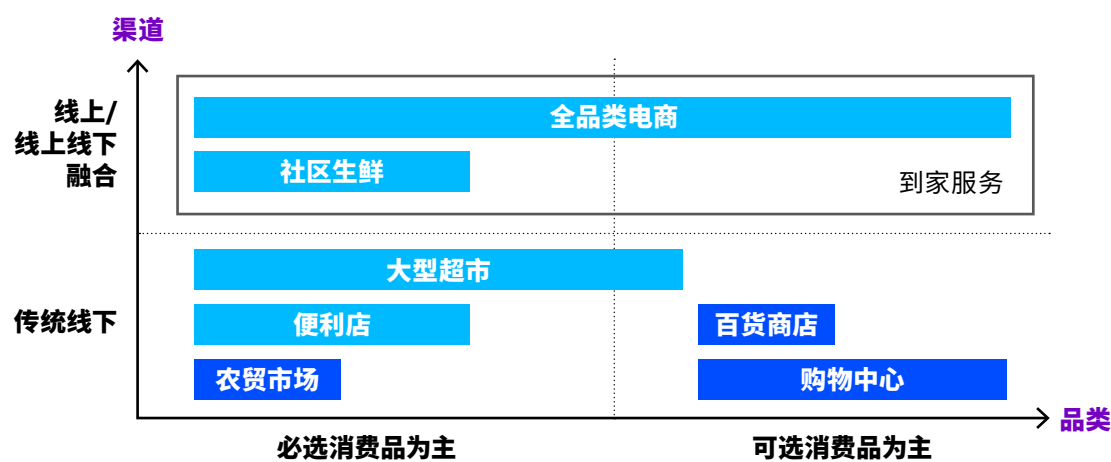 渠道
线上/
线上线下
融合
全品类电商
社区生鲜
到家服务
传统线下
大型超市
便利店
百货商店
农贸市场
购物中心
品类
必选消费品为主
可选消费品为主